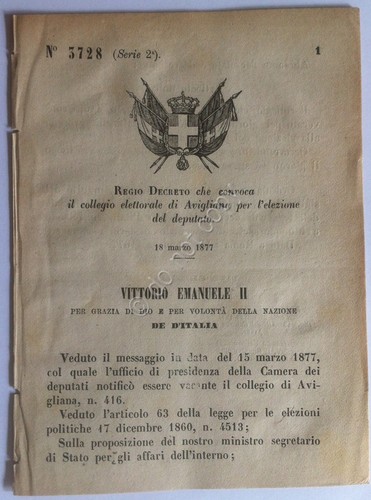 N° 3728 (Serie 2ª). 1
REGIO DECRETO che convoca
il collegio elettorale di Avigliana per l'elezione
del deputato.
18 marzo 1877
VITTORIO EMANUELE II
PER GRAZIA DI DIO E PER VOLONTÀ DELLA NAZIONE
RE D'ITALIA
Veduto il messaggio in data del 15 marzo 1877,
col quale l'ufficio di presidenza della Camera dei
deputati notificò essere vacante il collegio di Avi-
gliana, n. 416.
Veduto l'articolo 63 della legge per le elezioni
politiche 17 dicembre 1860, n. 4513;
Sulla proposizione del nostro ministro segretario
di Stato per gli affari dell'interno;